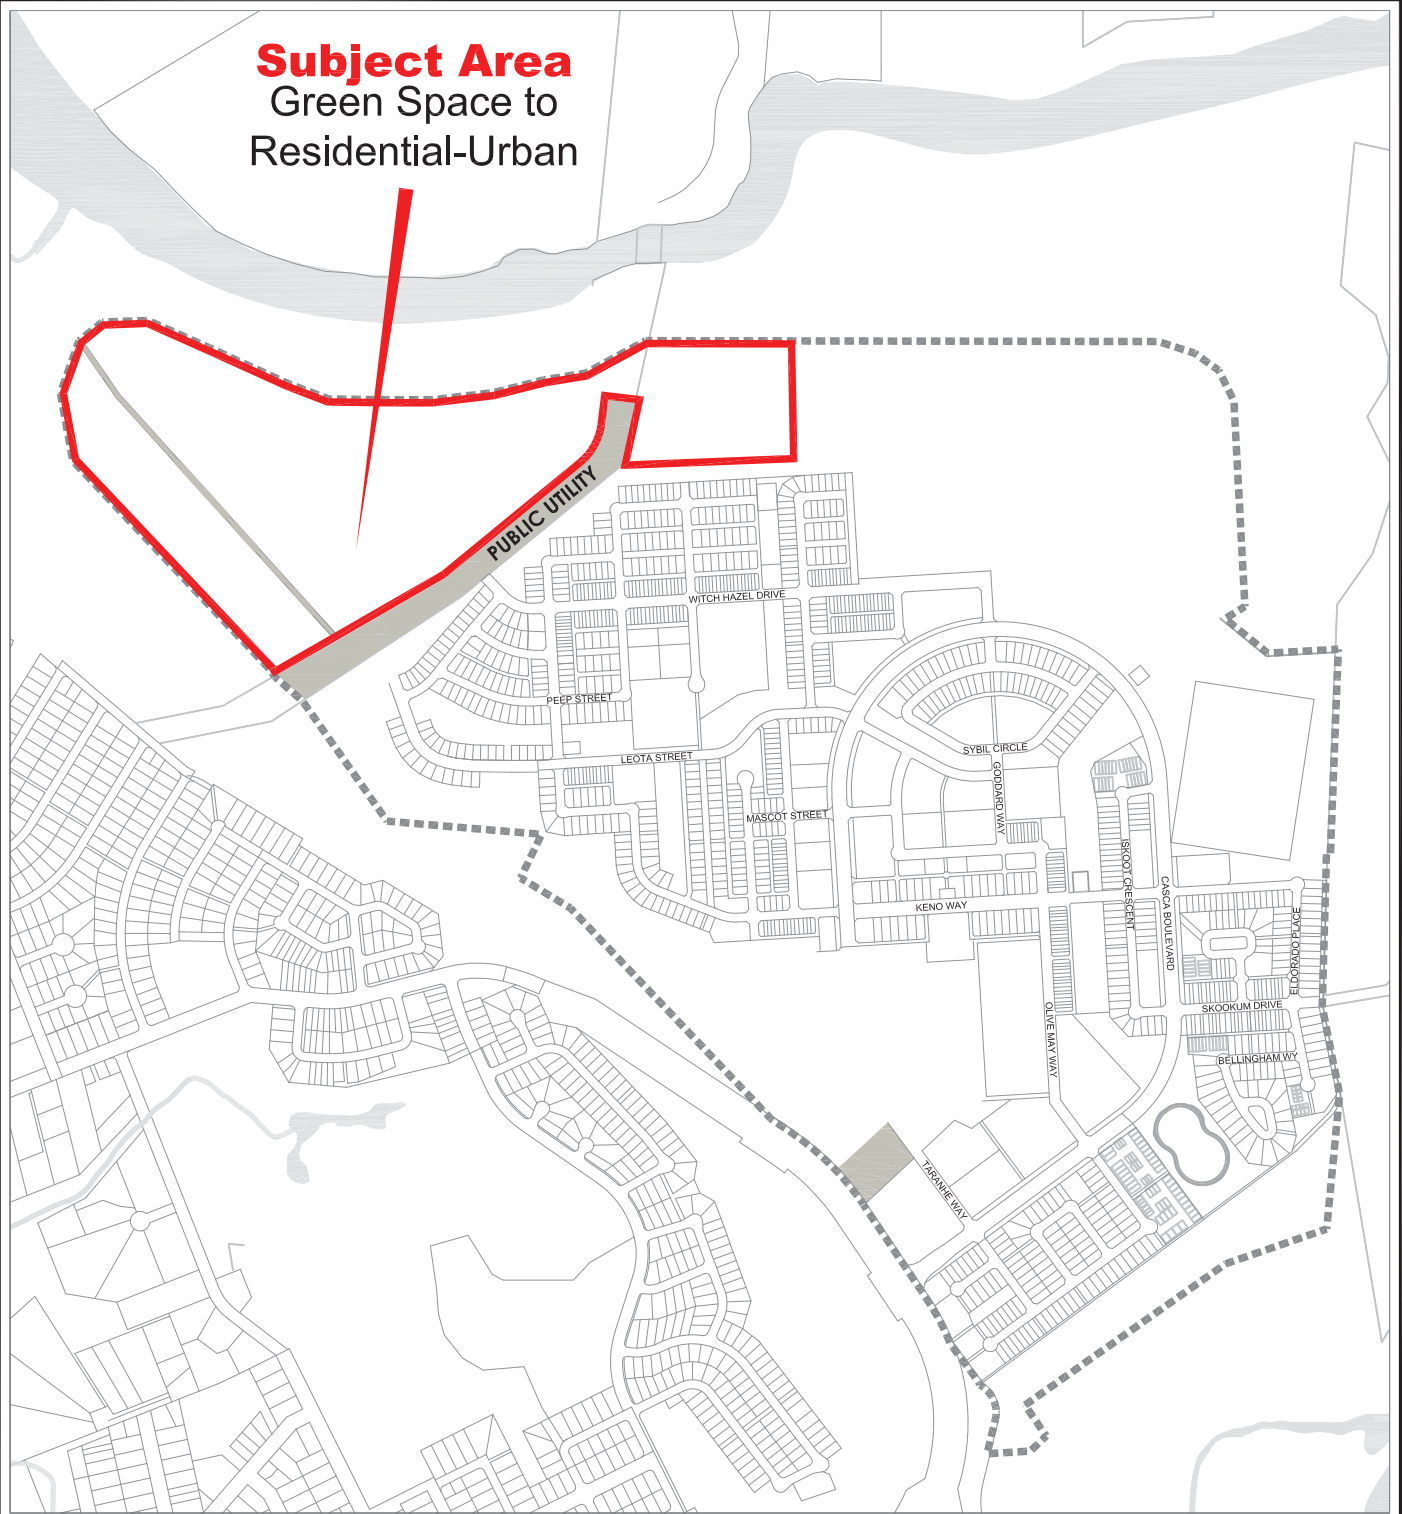 Subject Area
Green Space to
Residential-Urban
PUBLIC UTILITY
WITCH HAZEL DRIVE
PEEP STREET
LEOTA STREET
SYBIL CIRCLE
GODDARD WAY
MASCOT STREET
SKOOT CRESCENT
CASCA BOULEVARD
KENO WAY
ELDORADO PLACE
SKOOKUM DRIVE
OLIVE MAY WAY
BELLINGHAM WY
TARANHE WAY